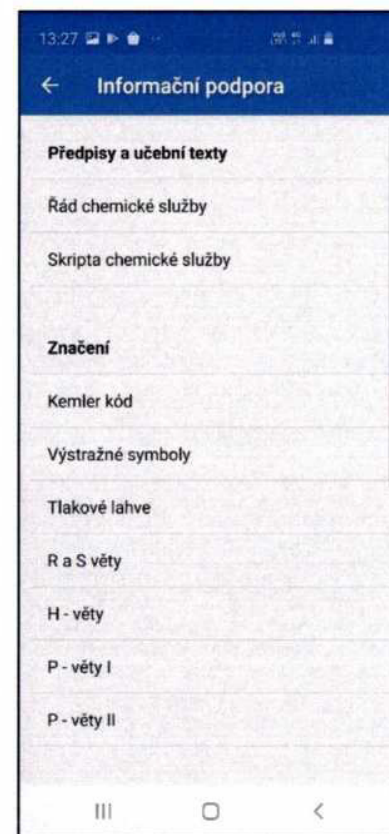 13:27
Informační podpora
Předpisy a učební texty
Řád chemické služby
Skripta chemické služby
Značení
Kemler kód
Výstražné symboly
Tlakové lahve
R a S věty
H - věty
P - věty I
P - věty II